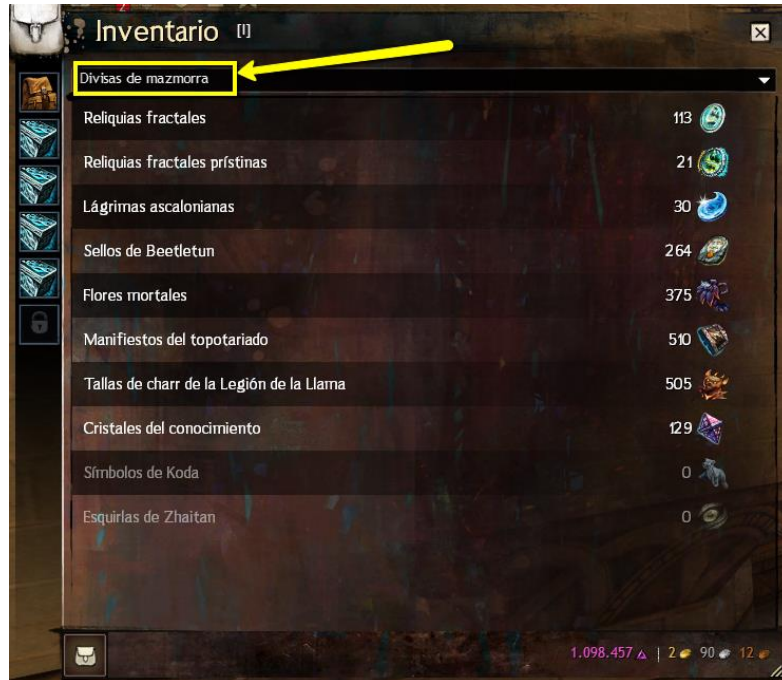 Inventario [I]
Divisas de mazmorra
Reliquias fractales 113
Reliquias fractales prístinas 21
Lágrimas ascalonianas 30
Sellos de Beetletun 264
Flores mortales 375
Manifiestos del topotariado 510
Tallas de charr de la Legión de la Llama 505
Cristales del conocimiento 129
Símbolos de Koda 0
Esquirlas de Zhaitan 0
1.098.457 | 2 90 12